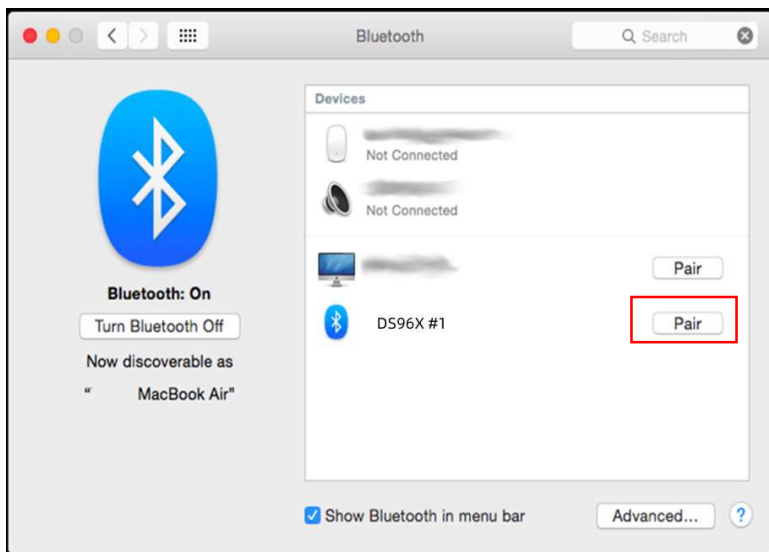 Bluetooth
Search
Devices
Not Connected
Not Connected
Pair
DS96X #1
Pair
Bluetooth: On
Turn Bluetooth Off
Now discoverable as
“ MacBook Air"
Show Bluetooth in menu bar
Advanced...
?